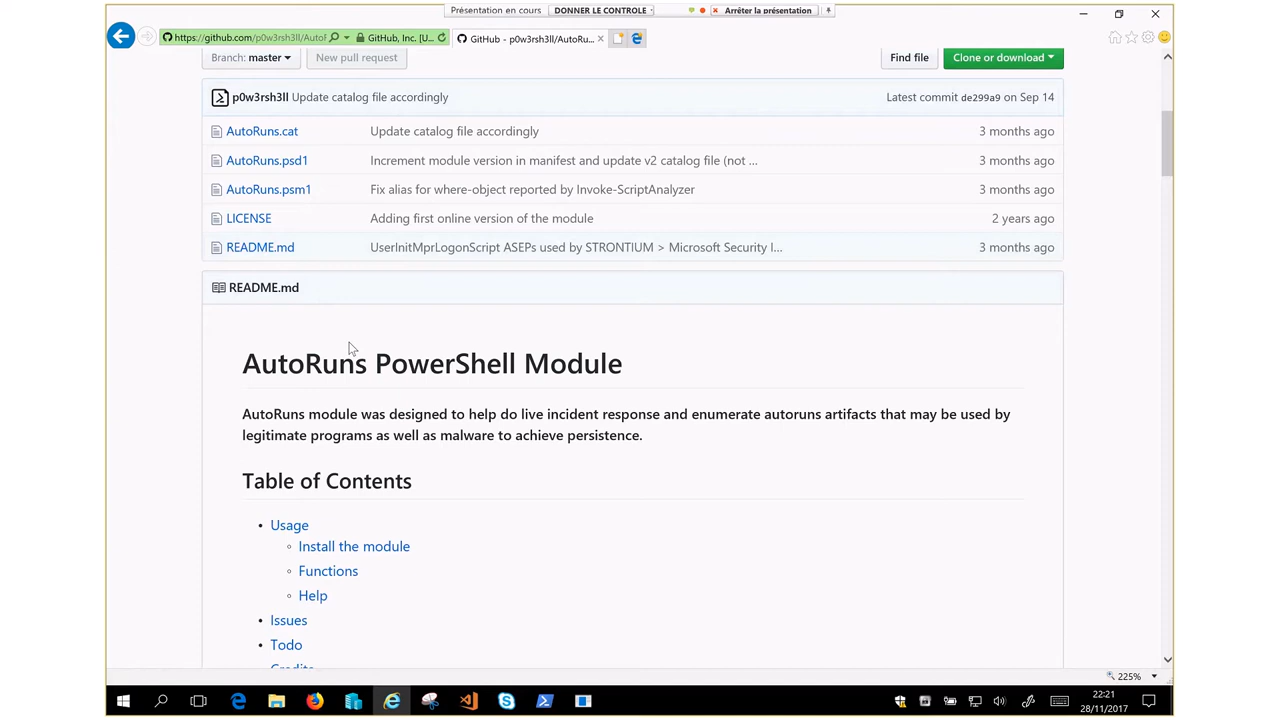 Présentation en cours DONNER LE CONTROLE Arrêter la présentation
https://github.com/p0w3rsh3ll/AutoR GitHub, Inc. [U... GitHub - p0w3rsh3ll/AutoRu...
Branch: master New pull request Find file Clone or download
p0w3rsh3ll Update catalog file accordingly Latest commit de299a9 on Sep 14
AutoRuns.cat Update catalog file accordingly 3 months ago
AutoRuns.psd1 Increment module version in manifest and update v2 catalog file (not ... 3 months ago
AutoRuns.psm1 Fix alias for where-object reported by Invoke-ScriptAnalyzer 3 months ago
LICENSE Adding first online version of the module 2 years ago
README.md UserInitMprLogonScript ASEPs used by STRONTIUM > Microsoft Security I... 3 months ago
README.md
AutoRuns PowerShell Module
AutoRuns module was designed to help do live incident response and enumerate autoruns artifacts that may be used by
legitimate programs as well as malware to achieve persistence.
Table of Contents
• Usage
◦ Install the module
◦ Functions
◦ Help
• Issues
• Todo
Credits
225%
22:21
28/11/2017